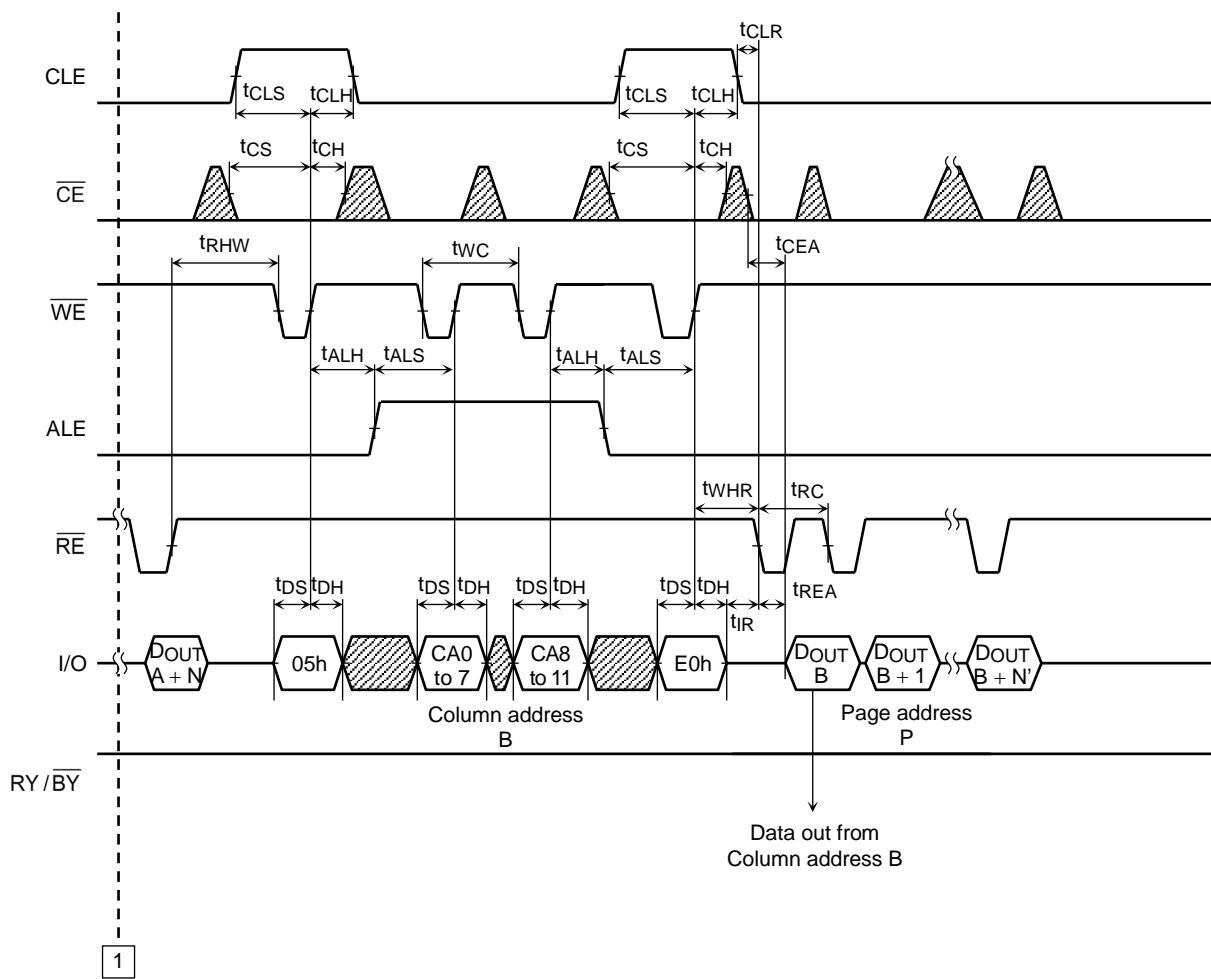 tCLR
CLE
tCLS tCLH tCLS tCLH
tCS tCH tCS tCH
CE
tRHW tWC tCEA
WE
tALH tALS tALH tALS
ALE
tWHR tRC
RE
tDS tDH tDS tDH tDS tDH tDS tDH tREA
tIR
I/O
DOUT
A + N
05h
CA0
to 7
CA8
to 11
E0h
DOUT
B
DOUT
B + 1
DOUT
B + N’
Column address
B
Page address
P
RY / BY
Data out from
Column address B
1